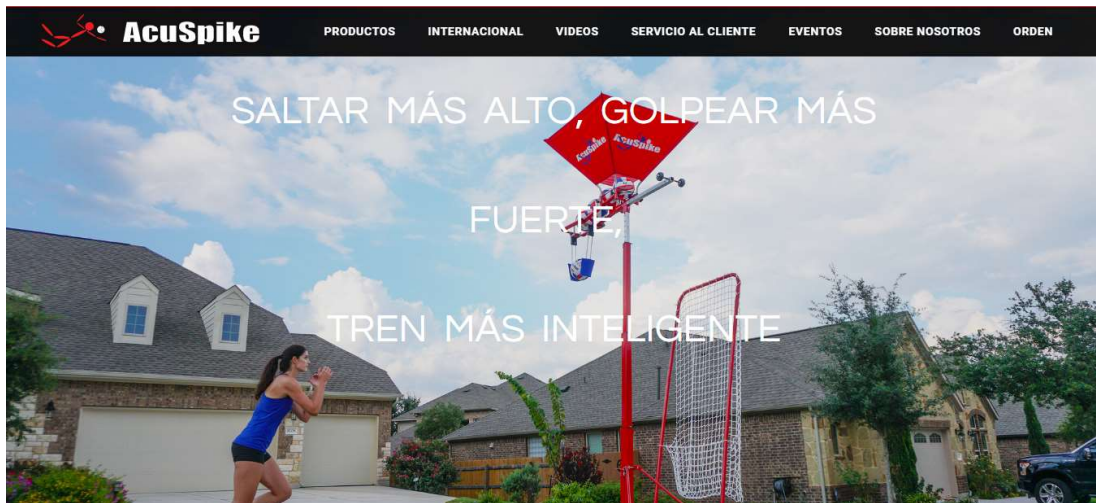 AcuSpike
PRODUCTOS INTERNACIONAL VIDEOS SERVICIO AL CLIENTE EVENTOS SOBRE NOSOTROS ORDEN
SALTAR MÁS ALTO, GOLPEAR MÁS
AcuSpike AcuSpike
FUERTE,
TREN MÁS INTELIGENTE